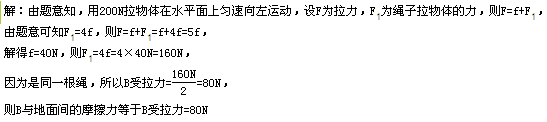 解：由题意知，用200N拉物体在水平面上匀速向左运动，设F为拉力，F₁为绳子拉物体的力，则F=f+F₁，
由题意可知F₁=4f，则F=f+F₁=f+4f=5f，
解得f=40N，则F₁=4f=4×40N=160N，
因为是同一根绳，所以B受拉力=160N/2=80N，
则B与地面间的摩擦力等于B受拉力=80N